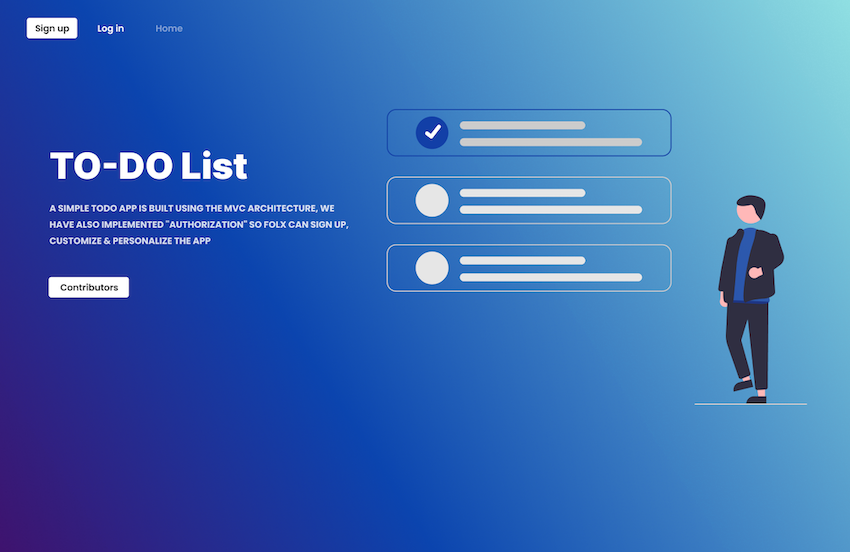 Sign up
Log in
Home
TO-DO List
A SIMPLE TODO APP IS BUILT USING THE MVC ARCHITECTURE, WE
HAVE ALSO IMPLEMENTED "AUTHORIZATION" SO FOLX CAN SIGN UP,
CUSTOMIZE & PERSONALIZE THE APP
Contributors